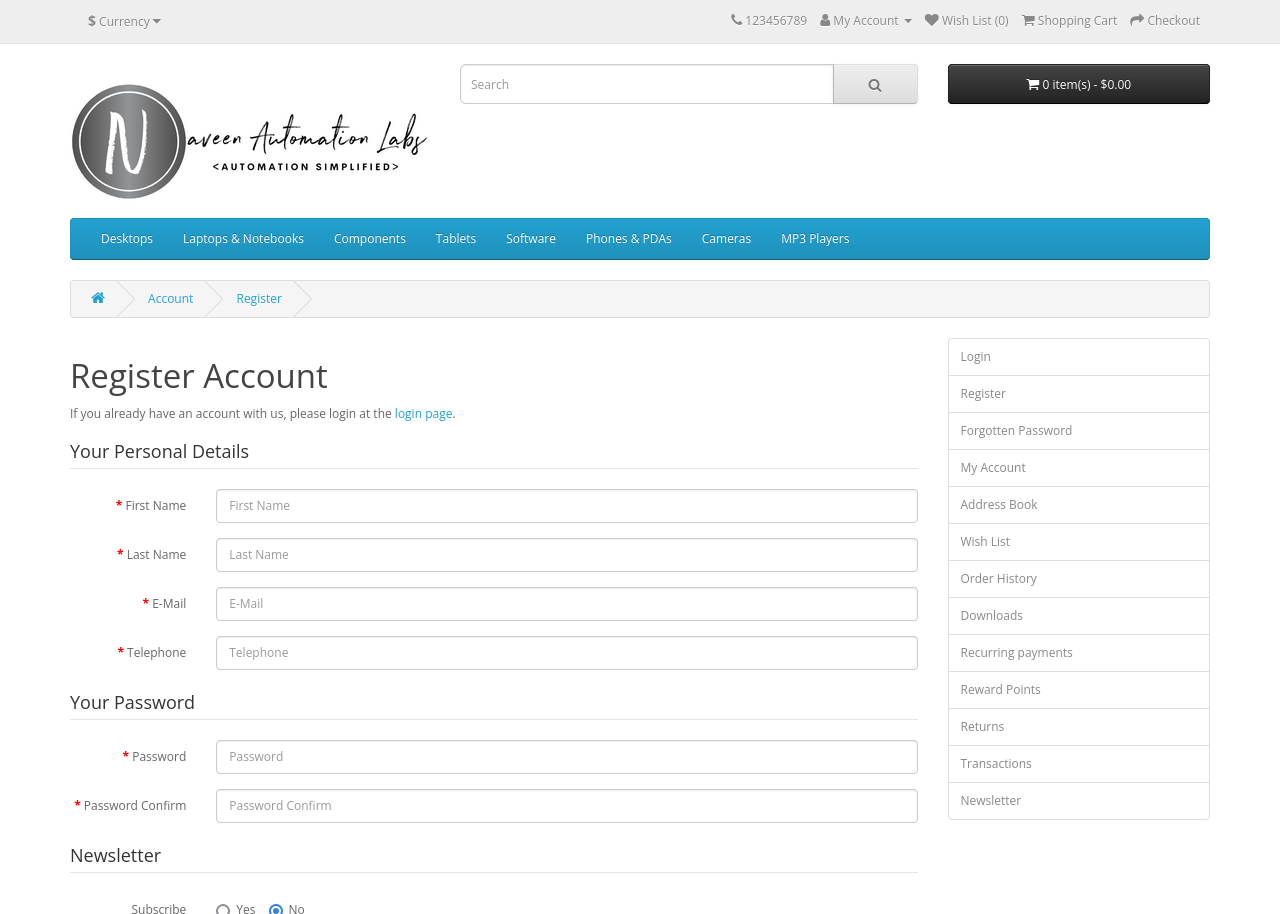 $ Currency
123456789 My Account Wish List (0) Shopping Cart Checkout
Search
0 item(s) - $0.00
N aveen Automation Labs
<AUTOMATION SIMPLIFIED>
Desktops Laptops & Notebooks Components Tablets Software Phones & PDAs Cameras MP3 Players
Account Register
Register Account
If you already have an account with us, please login at the login page.
Your Personal Details
* First Name First Name
* Last Name Last Name
* E-Mail E-Mail
* Telephone Telephone
Your Password
* Password Password
* Password Confirm Password Confirm
Newsletter
Subscribe Yes No
Login
Register
Forgotten Password
My Account
Address Book
Wish List
Order History
Downloads
Recurring payments
Reward Points
Returns
Transactions
Newsletter